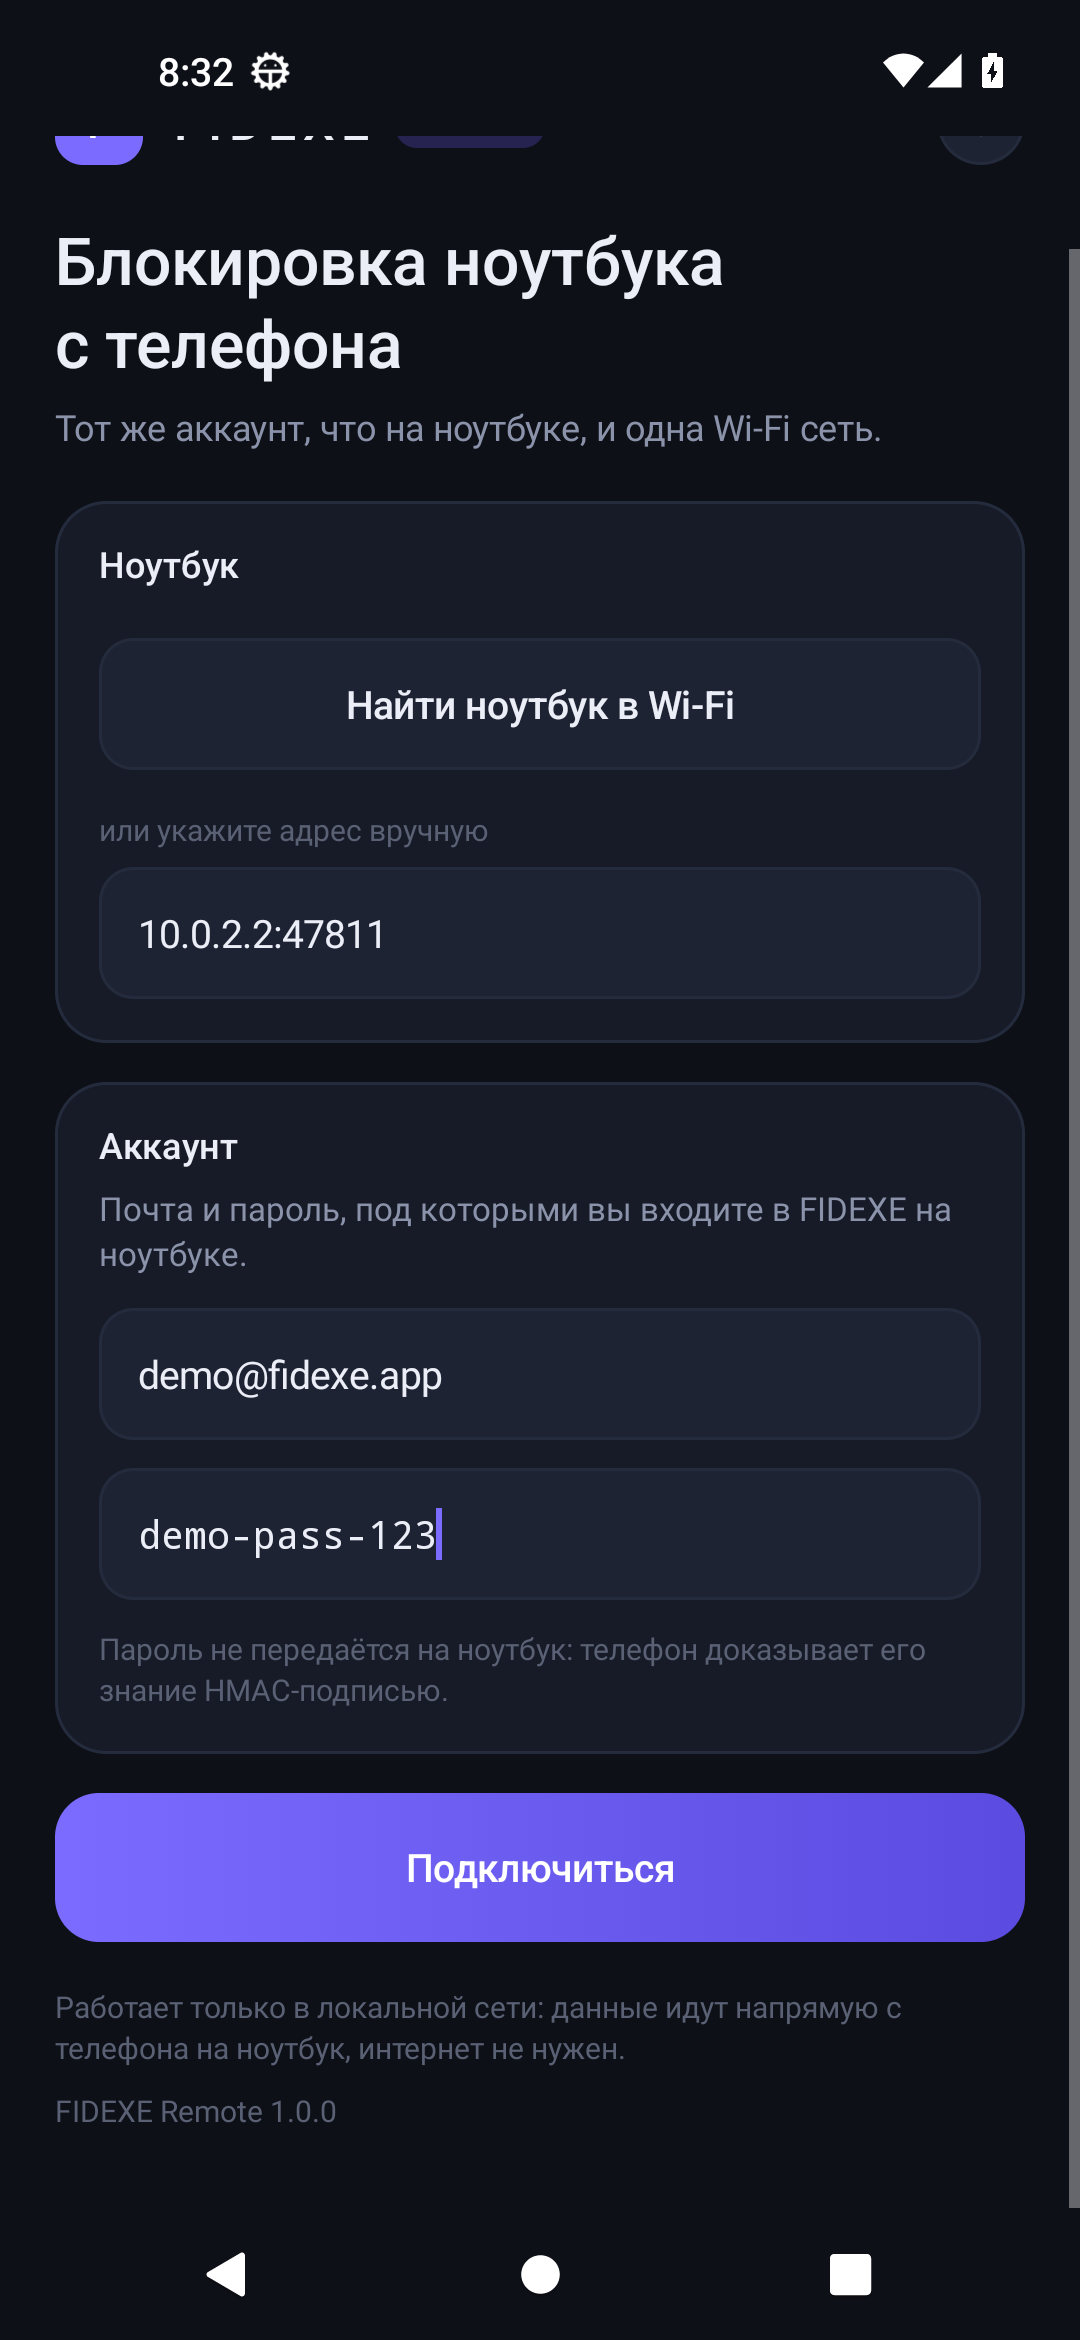 8:32
Блокировка ноутбука
с телефона
Тот же аккаунт, что на ноутбуке, и одна Wi-Fi сеть.
Ноутбук
Найти ноутбук в Wi-Fi
или укажите адрес вручную
10.0.2.2:47811
Аккаунт
Почта и пароль, под которыми вы входите в FIDEXE на
ноутбуке.
demo@fidexe.app
demo-pass-123
Пароль не передаётся на ноутбук: телефон доказывает его
знание HMAC-подписью.
Подключиться
Работает только в локальной сети: данные идут напрямую с
телефона на ноутбук, интернет не нужен.
FIDEXE Remote 1.0.0